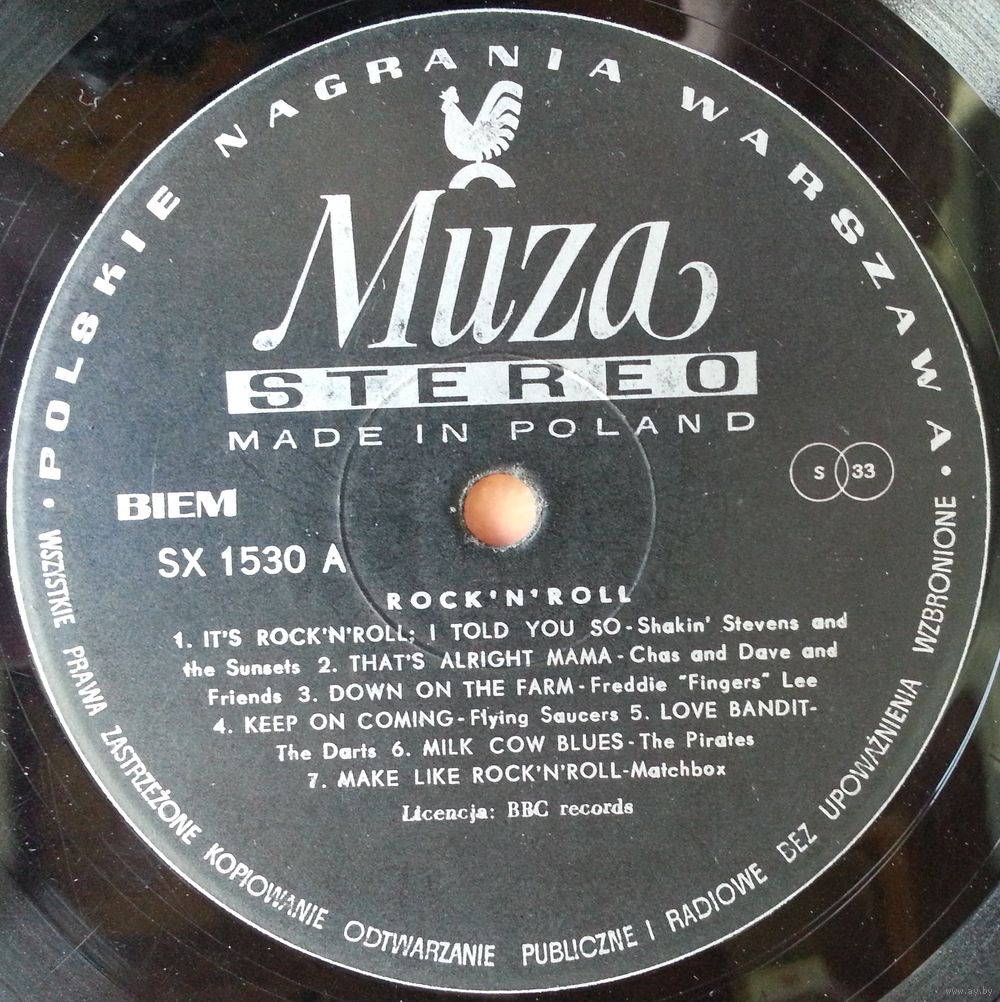 • POLSKIE NAGRANIA WARSZAWA •
Muza
STEREO
MADE IN POLAND
S 33
BIEM
SX 1530 A
ROCK'N'ROLL
1. IT'S ROCK'N'ROLL; I TOLD YOU SO-Shakin' Stevens and
the Sunsets 2. THAT'S ALRIGHT MAMA-Chas and Dave and
Friends 3. DOWN ON THE FARM-Freddie "Fingers" Lee
4. KEEP ON COMING-Flying Saucers 5. LOVE BANDIT-
The Darts 6. MILK COW BLUES-The Pirates
7. MAKE LIKE ROCK'N'ROLL-Matchbox
Licencja: BBC records
WSZYSTKIE PRAWA ZASTRZEŻONE KOPIOWANIE ODTWARZANIE PUBLICZNE I RADIOWE BEZ UPOWAŻNIENIA WZBRONIONE
www.ay.by